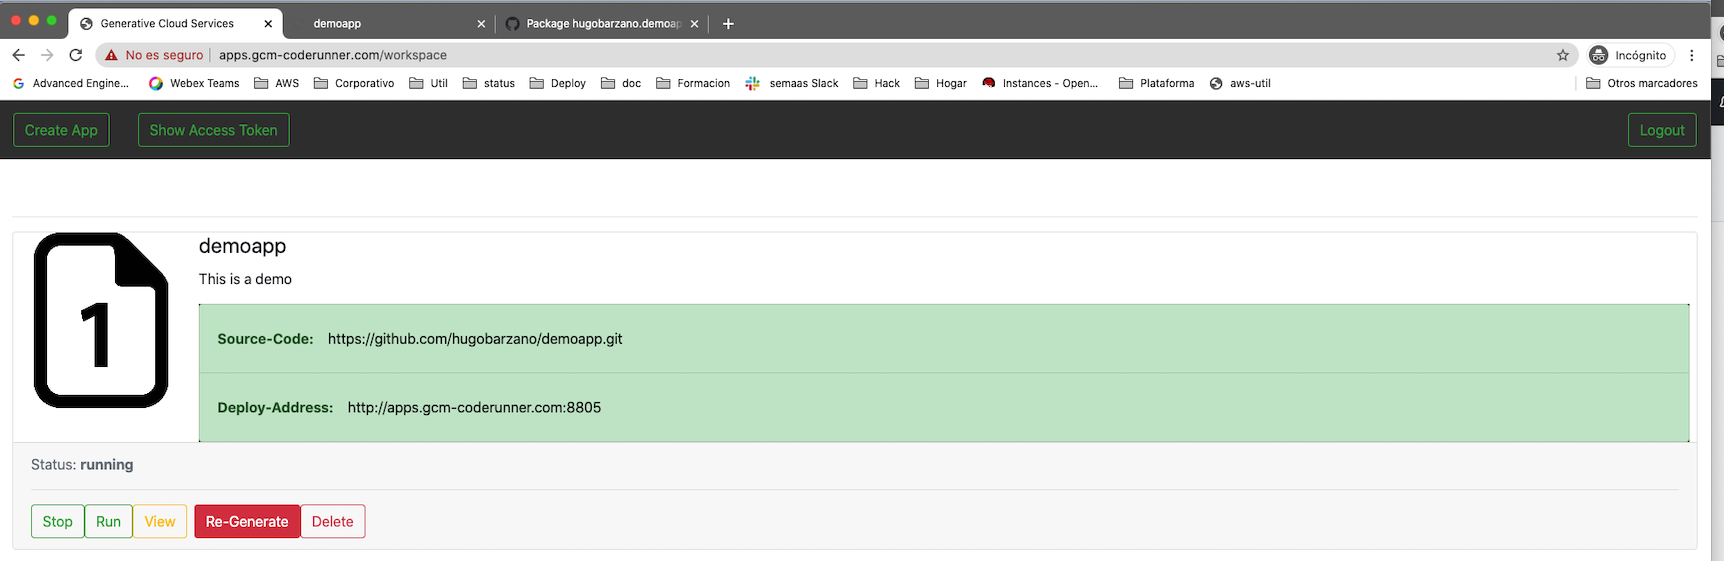 Generative Cloud Services
demoapp
Package hugobarzano.demoap
No es seguro
apps.gcm-coderunner.com/workspace
Incógnito
Advanced Engine...
Webex Teams
AWS
Corporativo
Util
status
Deploy
doc
Formacion
semaas Slack
Hack
Hogar
Instances - Open...
Plataforma
aws-util
Otros marcadores
Create App
Show Access Token
Logout
1
demoapp
This is a demo
Source-Code: https://github.com/hugobarzano/demoapp.git
Deploy-Address: http://apps.gcm-coderunner.com:8805
Status: running
Stop
Run
View
Re-Generate
Delete